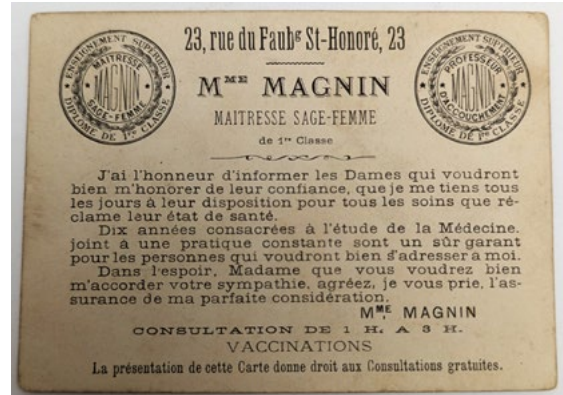 23, rue du Faubg St-Honoré, 23
ENSEIGNEMENT SUPERIEUR
MAITRESSE
MAGNIN
SAGE-FEMME
DIPLOME DE 1re CLASSE
MME MAGNIN
MAITRESSE SAGE-FEMME
de 1re Classe
ENSEIGNEMENT SUPERIEUR
PROFESSEUR
MAGNIN
D'ACCOUCHEMENT
DIPLOME DE 1re CLASSE
J'ai l'honneur d'informer les Dames qui voudront
bien m'honorer de leur confiance, que je me tiens tous
les jours à leur disposition pour tous les soins que ré-
clame leur état de santé.
Dix années consacrées à l'étude de la Médecine.
joint à une pratique constante sont un sûr garant
pour les personnes qui voudront bien s'adresser a moi.
Dans l'espoir, Madame que vous voudrez bien
m'accorder votre sympathie, agréez, je vous prie, l'as-
surance de ma parfaite considération.
MME MAGNIN
CONSULTATION DE 1 H. A 3 H.
VACCINATIONS
La présentation de cette Carte donne droit aux Consultations gratuites.